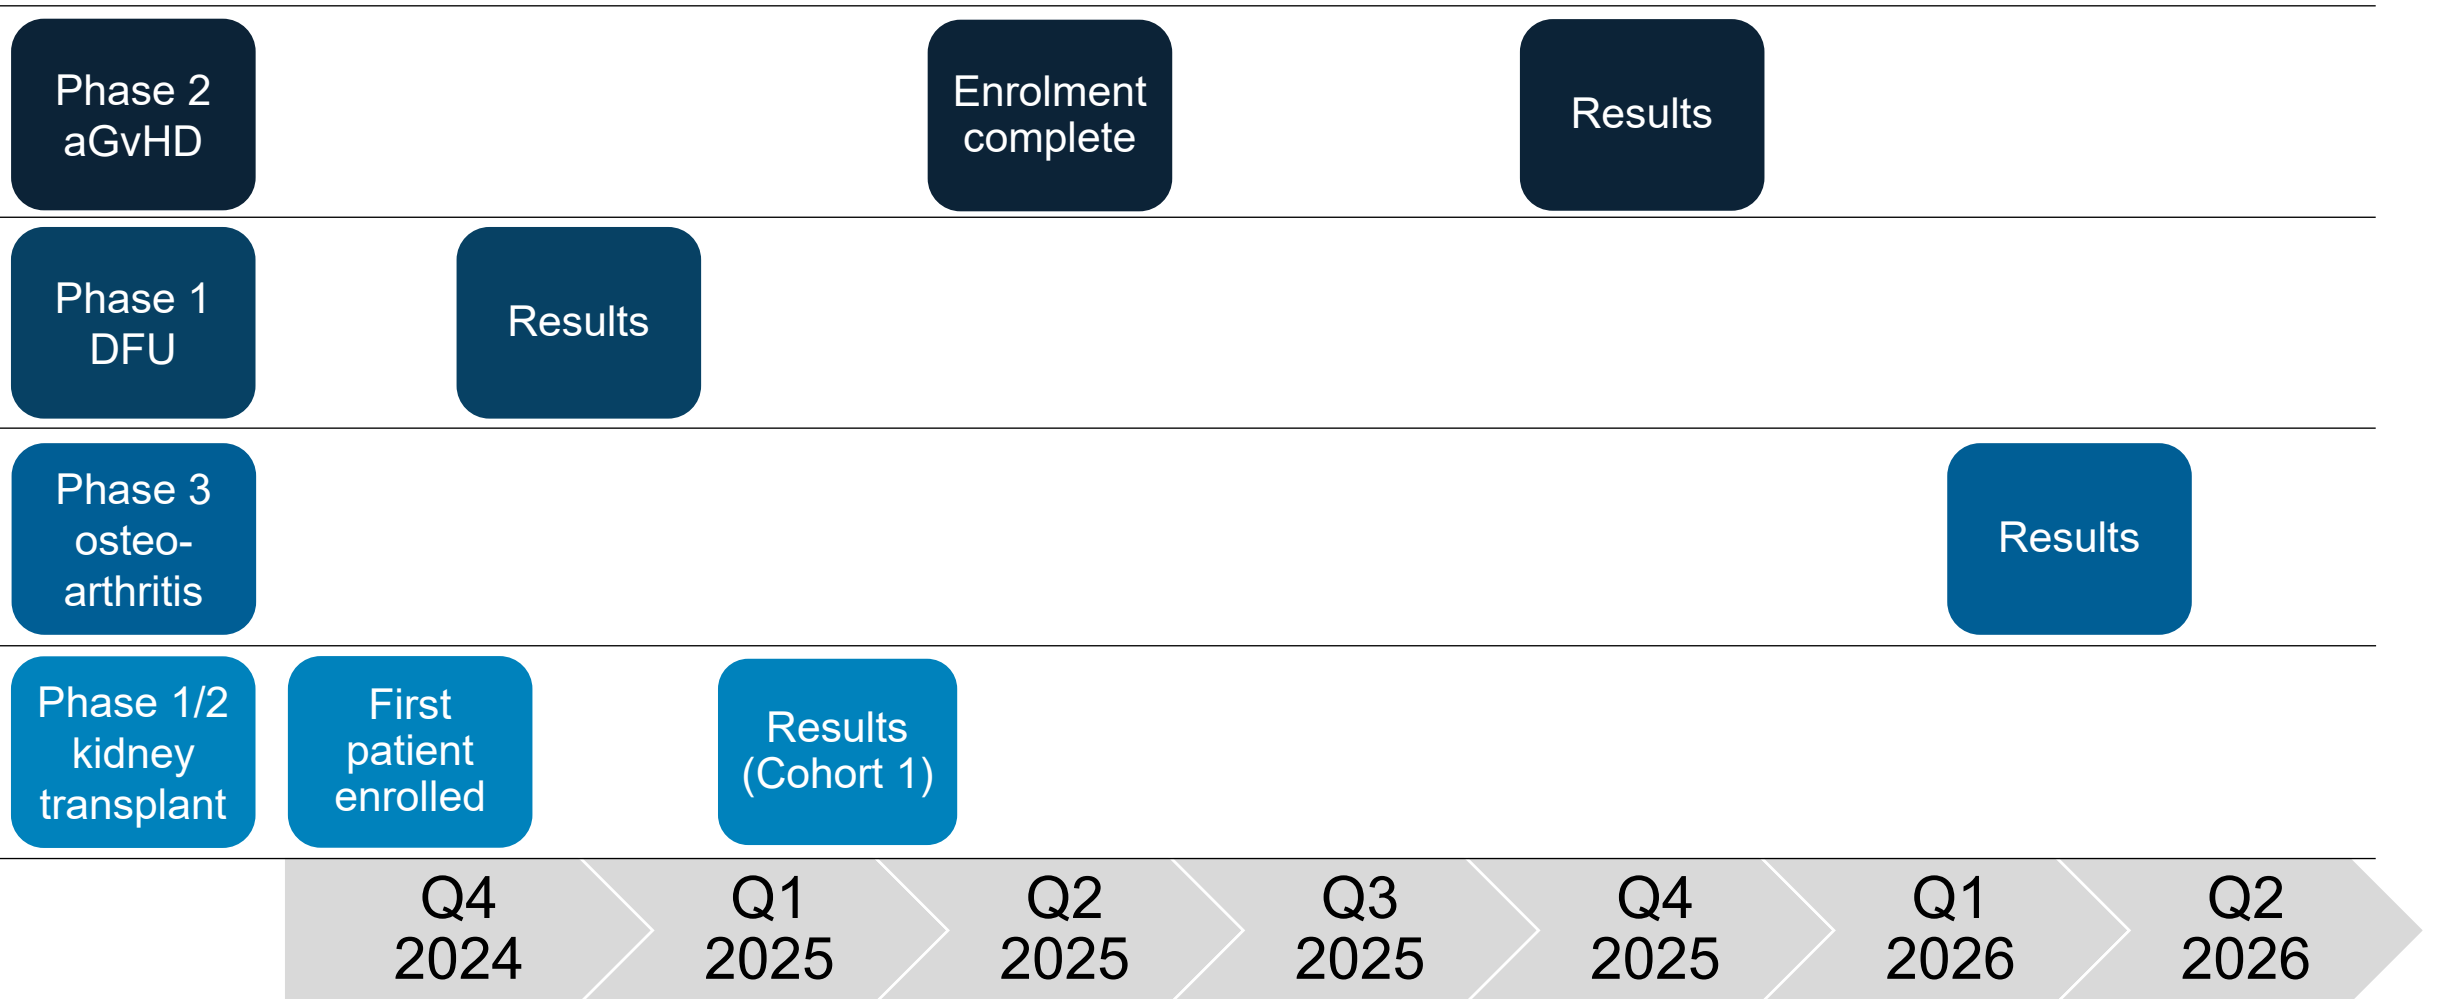 Phase 2
aGvHD
Enrolment
complete
Results
Phase 1
DFU
Results
Phase 3
osteo-
arthritis
Results
Phase 1/2
kidney
transplant
First
patient
enrolled
Results
(Cohort 1)
Q4
2024
Q1
2025
Q2
2025
Q3
2025
Q4
2025
Q1
2026
Q2
2026